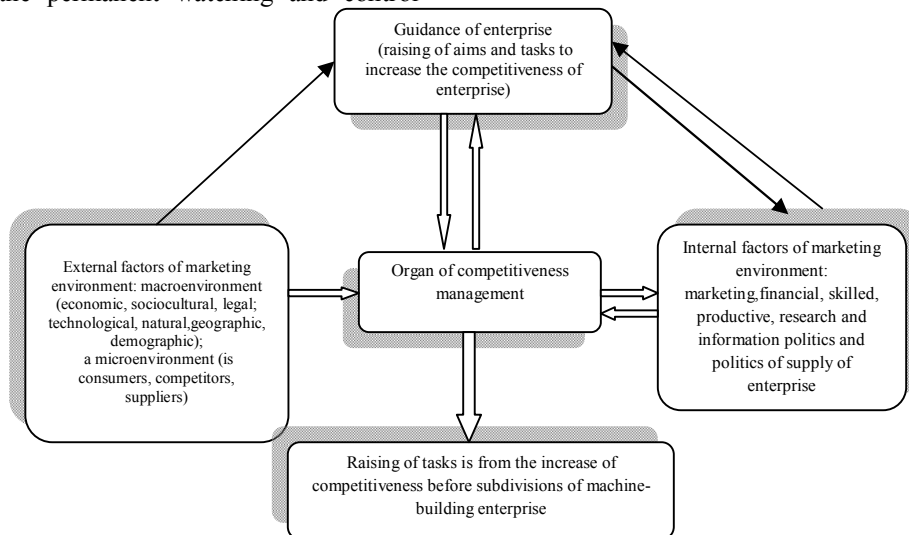 the permanent watching and control
Guidance of enterprise
(raising of aims and tasks to
increase the competitiveness of
enterprise)
External factors of marketing
environment: macroenvironment
(economic, sociocultural, legal;
technological, natural,geographic,
demographic);
a microenvironment (is
consumers, competitors,
suppliers)
Organ of competitiveness
management
Internal factors of marketing
environment:
marketing,financial, skilled,
productive, research and
information politics and
politics of supply of
enterprise
Raising of tasks is from the increase of
competitiveness before subdivisions of machine-
building enterprise